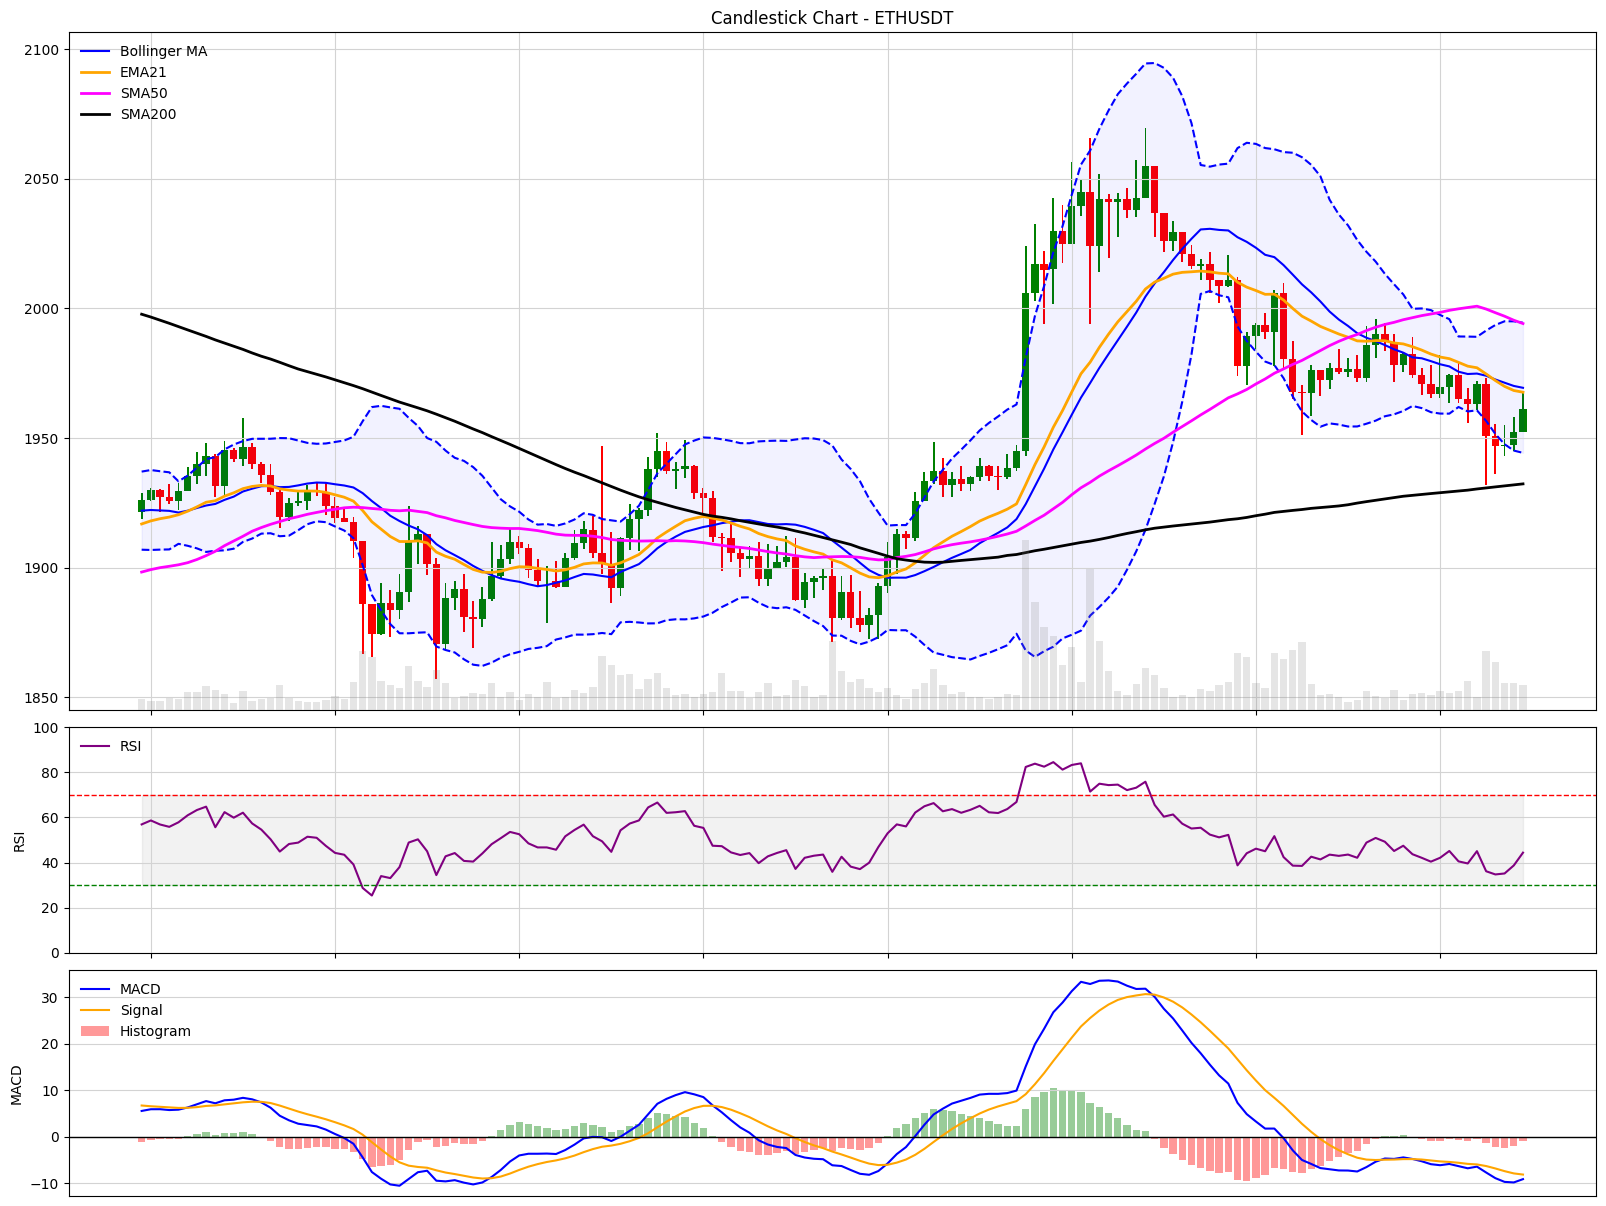 Candlestick Chart - ETHUSDT
Bollinger MA
EMA21
SMA50
SMA200
2100
2050
2000
1950
1900
1850
RSI
100
80
60
40
20
0
RSI
MACD
Signal
Histogram
30
20
10
0
−10
MACD